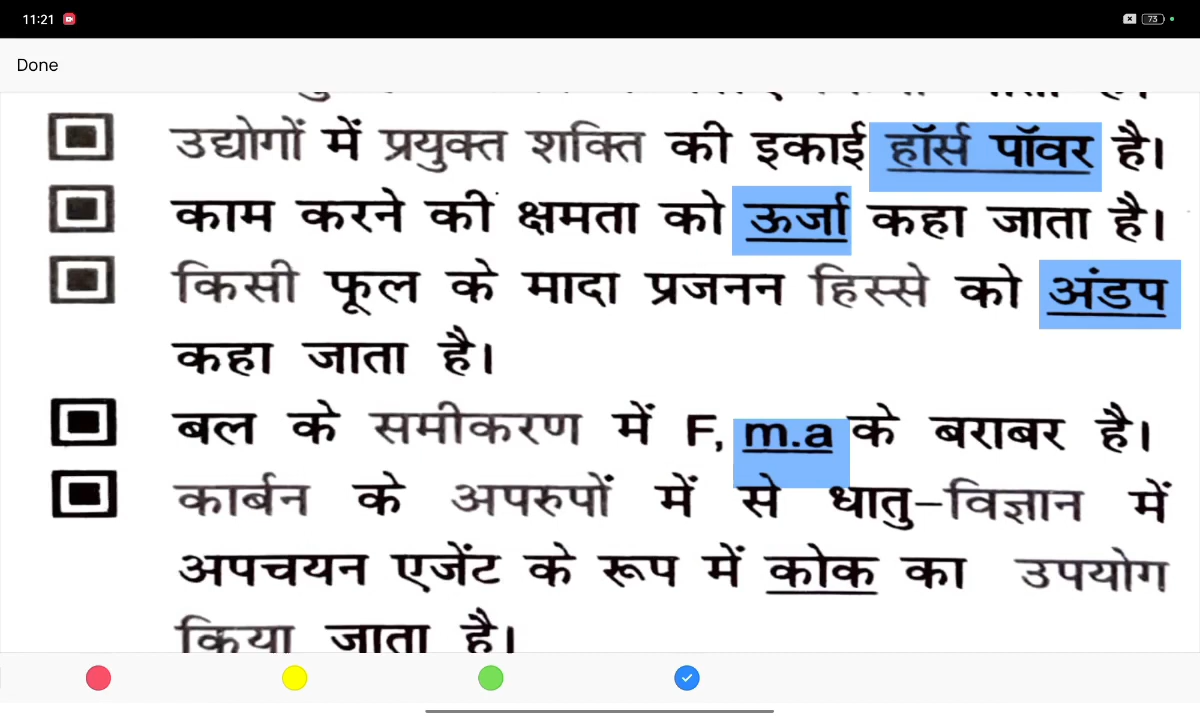 11:21
73
Done
उद्योगों में प्रयुक्त शक्ति की इकाई हॉर्स पॉवर है।
काम करने की क्षमता को ऊर्जा कहा जाता है।
किसी फूल के मादा प्रजनन हिस्से को अंडप
कहा जाता है।
बल के समीकरण में F, m.a के बराबर है।
कार्बन के अपरुपों में से धातु-विज्ञान में
अपचयन एजेंट के रूप में कोक का उपयोग
किया जाता है।